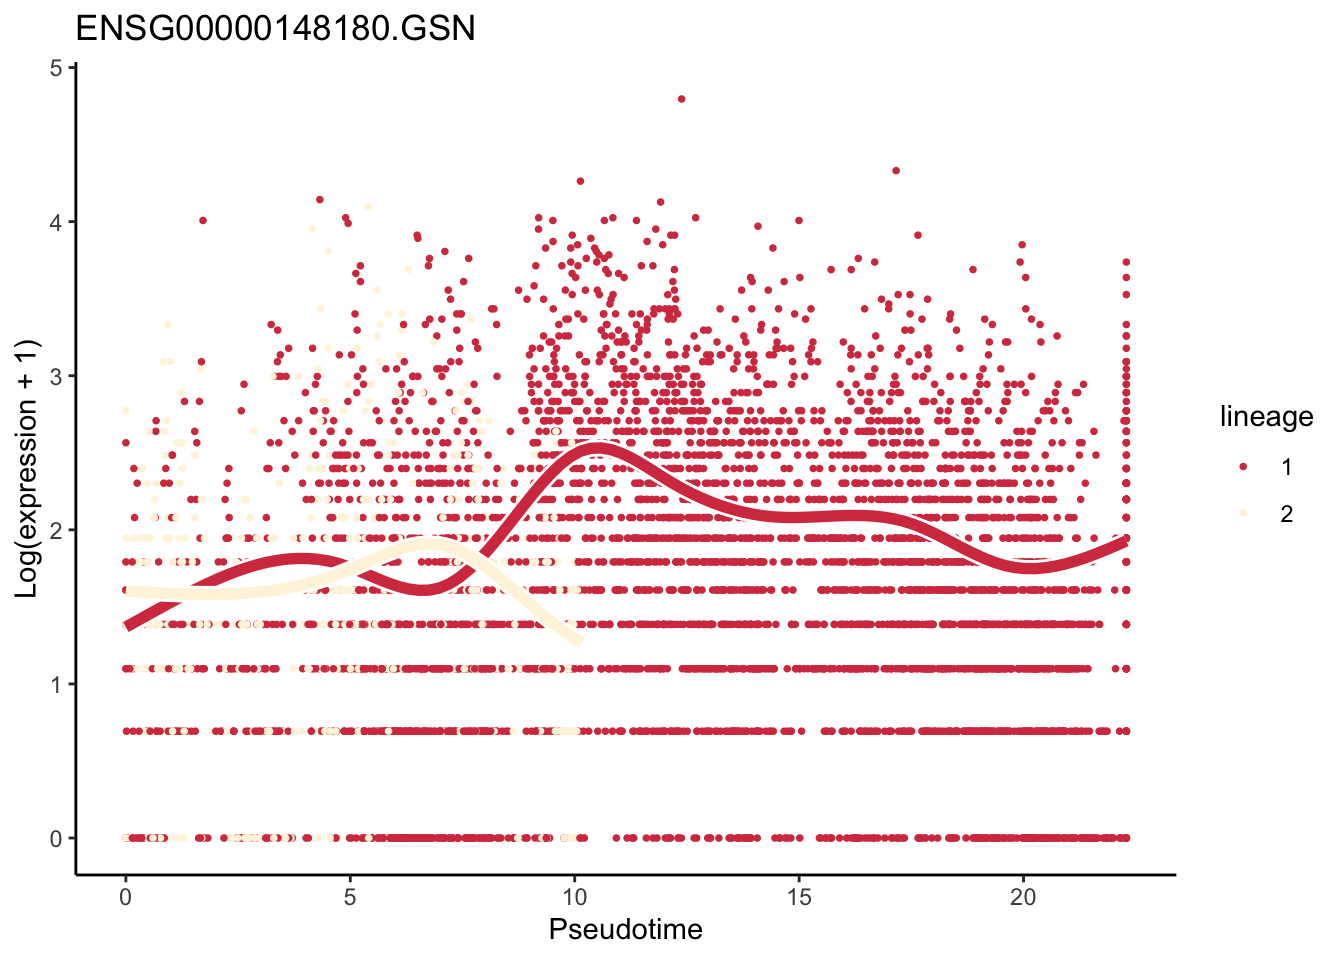 ENSG00000148180.GSN
5
4
3
2
1
0
Log(expression + 1)
0 5 10 15 20
Pseudotime
lineage
1
2